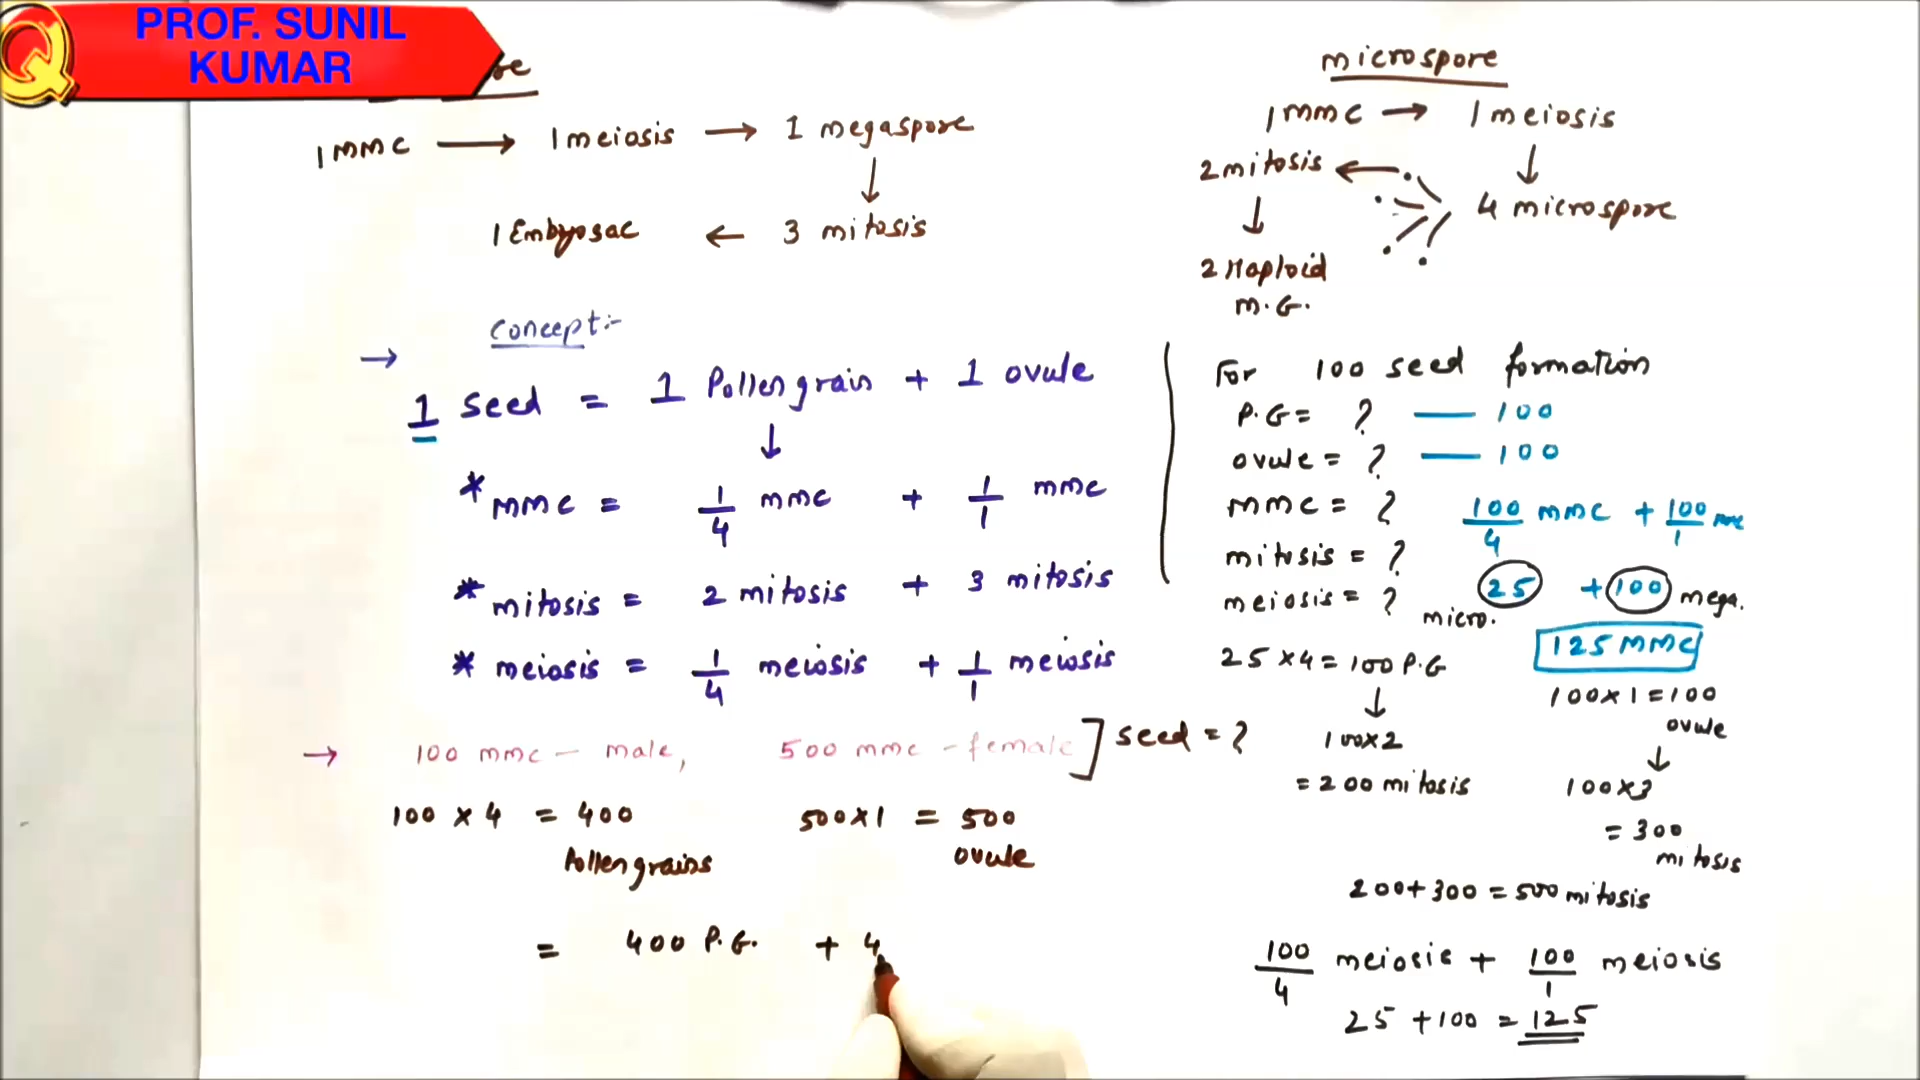 PROF. SUNIL
KUMAR
1 MMC → 1 meiosis → 1 megaspore
↓
1 Embyosac ← 3 mitosis
concept:-
→
1 seed = 1 Pollen grain + 1 ovule
↓
* MMC = 1/4 MMC + 1/1 MMC
* mitosis = 2 mitosis + 3 mitosis
* meiosis = 1/4 meiosis + 1/1 meiosis
→ 100 mmc - male, 500 mmc - female ] seed = ?
100 × 4 = 400 500×1 = 500
Pollen grains ovule
= 400 P.G. + 4
microspore
1 MMC → 1 meiosis
↓
2 mitosis ← 4 microspore
↓
2 Haploid
M.G.
For 100 seed formation
P.G = ? — 100
ovule = ? — 100
MMC = ? 100/4 MMC + 100/1 MMC
mitosis = ? 25 + 100 mega.
meiosis = ? micro.
125 MMC
25 × 4 = 100 P.G
↓
100×2
= 200 mitosis
100×1 = 100
ovule
↓
100×3
= 300
mitosis
200+300 = 500 mitosis
100/4 meiosis + 100/1 meiosis
25 + 100 = 125